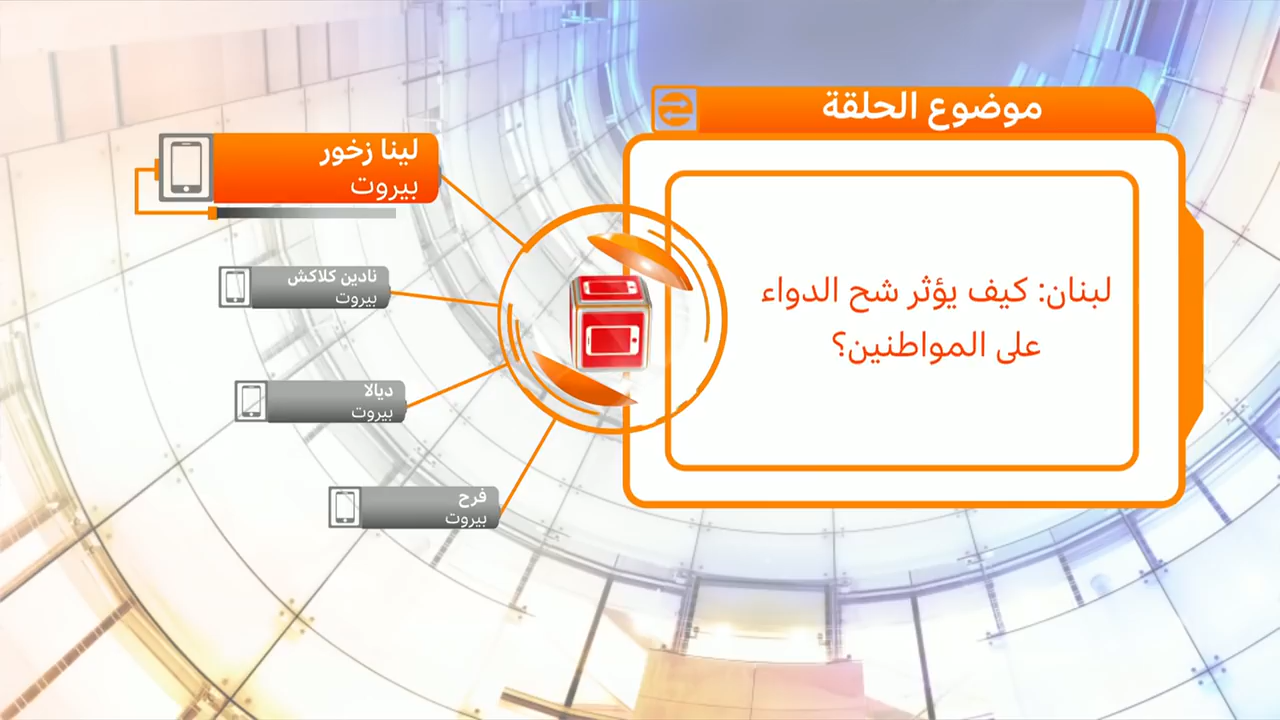 موضوع الحلقة
لبنان: كيف يؤثر شح الدواء
على المواطنين؟
لينا زخور
بيروت
نادين كلاكش
بيروت
ديالا
بيروت
فرح
بيروت